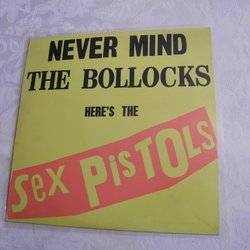 NEVER MIND
THE BOLLOCKS
HERE'S THE
Sex PisTOLs